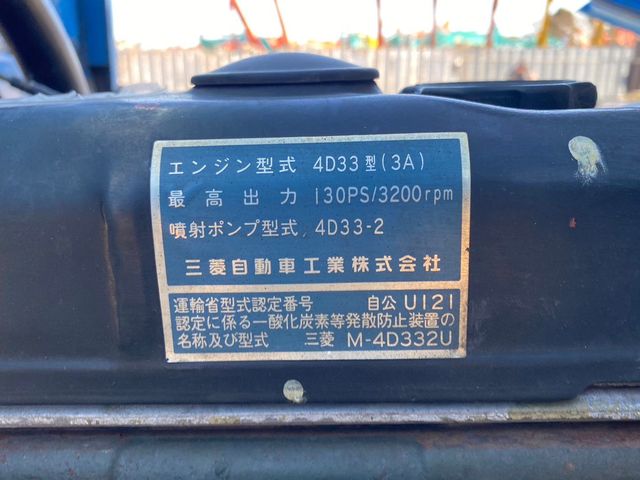 エンジン型式 4D33型(3A)
最高出力 130PS/3200rpm
噴射ポンプ型式 4D33-2
三菱自動車工業株式会社
運輸省型式認定番号 自公U121
認定に係る一酸化炭素等発散防止装置の
名称及び型式 三菱 M-4D332U